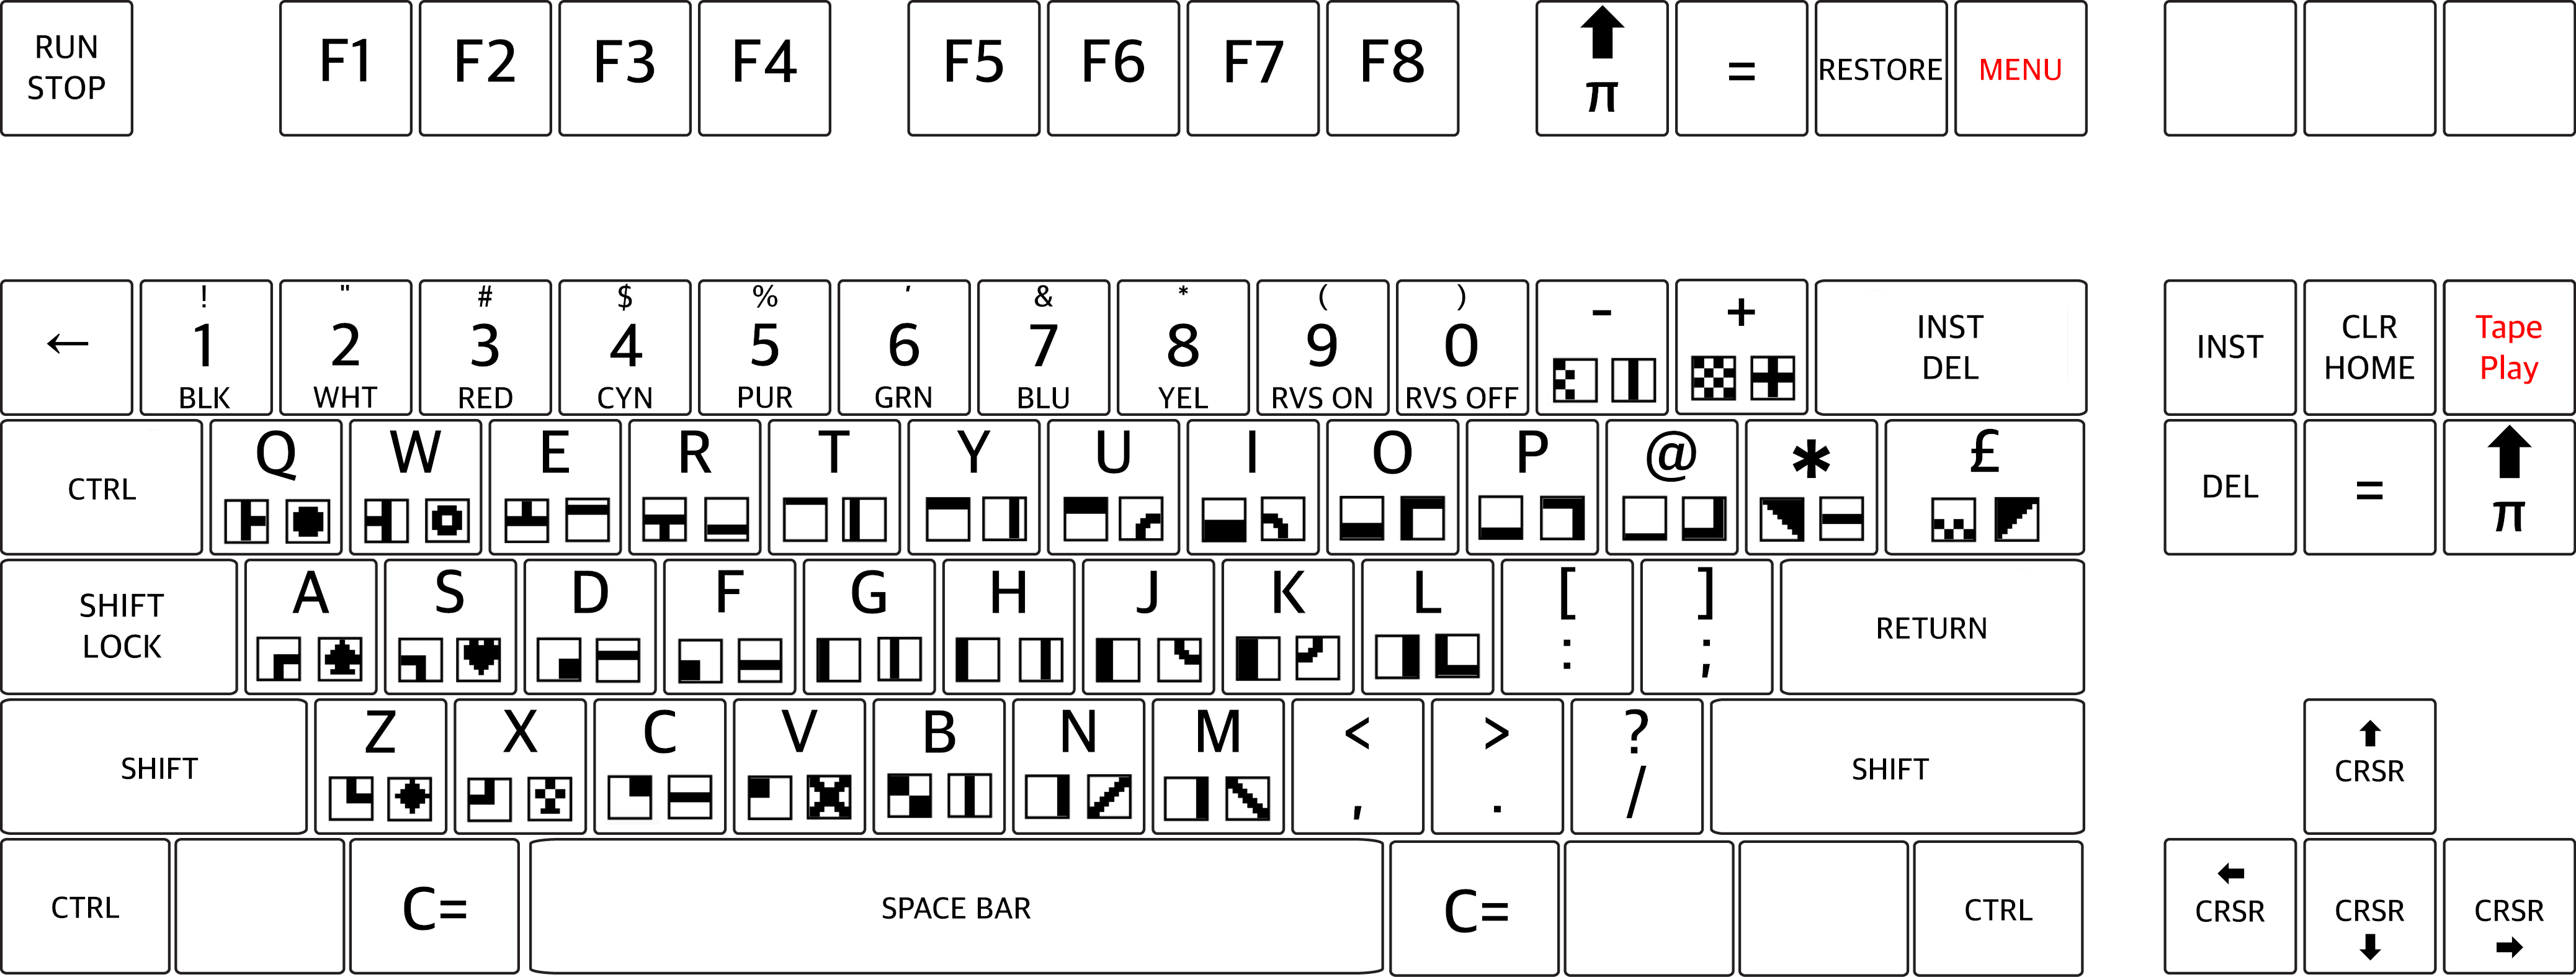 RUN
STOP
F1 F2 F3 F4 F5 F6 F7 F8
⬆
π
=
RESTORE
MENU
←
!
1
BLK
"
2
WHT
#
3
RED
$
4
CYN
%
5
PUR
'
6
GRN
&
7
BLU
*
8
YEL
(
9
RVS ON
)
0
RVS OFF
-
+
INST
DEL
INST
CLR
HOME
Tape
Play
CTRL
Q W E R T Y U I O P @ * £
DEL
=
⬆
π
SHIFT
LOCK
A S D F G H J K L
[
:
]
;
RETURN
SHIFT
Z X C V B N M
<
,
>
.
?
/
SHIFT
⬆
CRSR
CTRL
C=
SPACE BAR
C=
CTRL
⬅
CRSR
CRSR
⬇
CRSR
➡